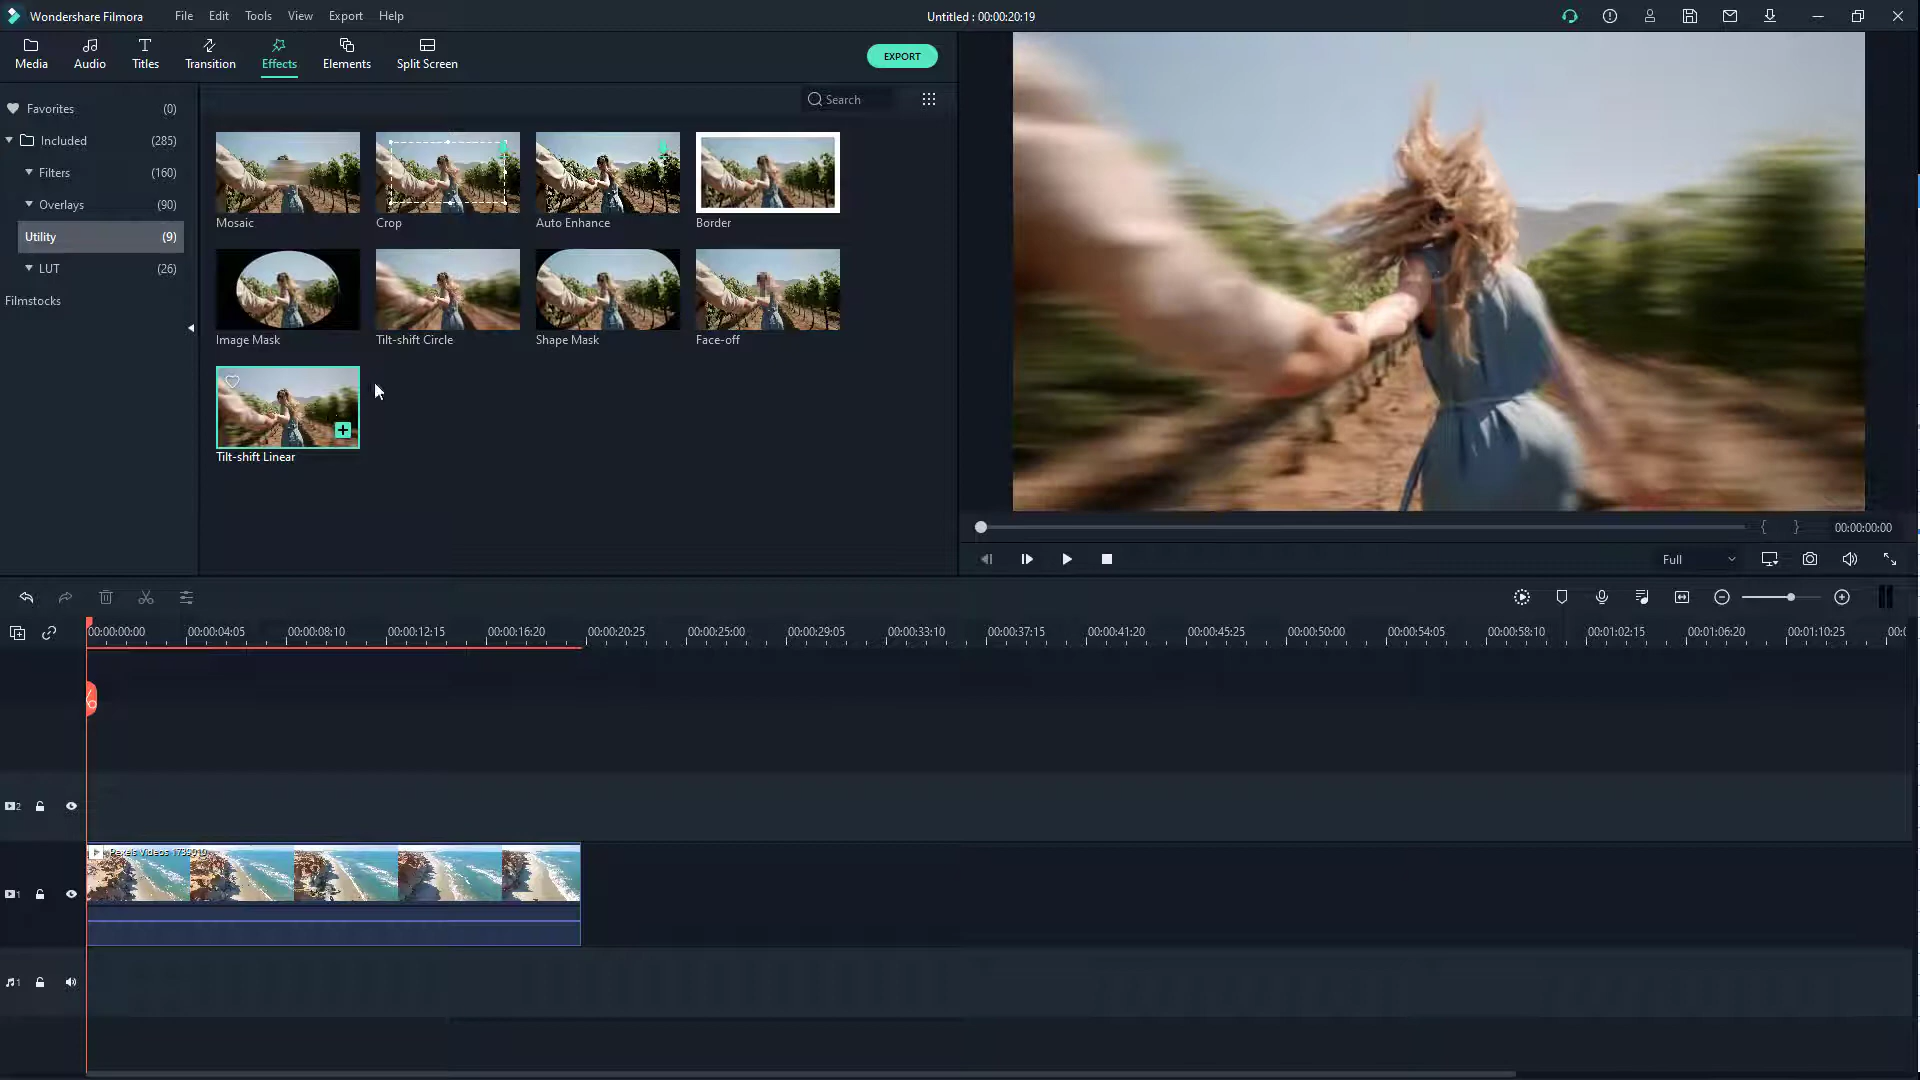 Wondershare Filmora File Edit Tools View Export Help Untitled : 00:00:20:19
Media Audio Titles Transition Effects Elements Split Screen EXPORT
Favorites (0)
Included (285)
Filters (160)
Overlays (90)
Utility (9)
LUT (26)
Filmstocks
Search
Mosaic Crop Auto Enhance Border
Image Mask Tilt-shift Circle Shape Mask Face-off
Tilt-shift Linear
{ } 00:00:00:00
Full
00:00:00:00 00:00:04:05 00:00:08:10 00:00:12:15 00:00:16:20 00:00:20:25 00:00:25:00 00:00:29:05 00:00:33:10 00:00:37:15 00:00:41:20 00:00:45:25 00:00:50:00 00:00:54:05 00:00:58:10 00:01:02:15 00:01:06:20 00:01:10:25
2
Pexels Videos
1
1